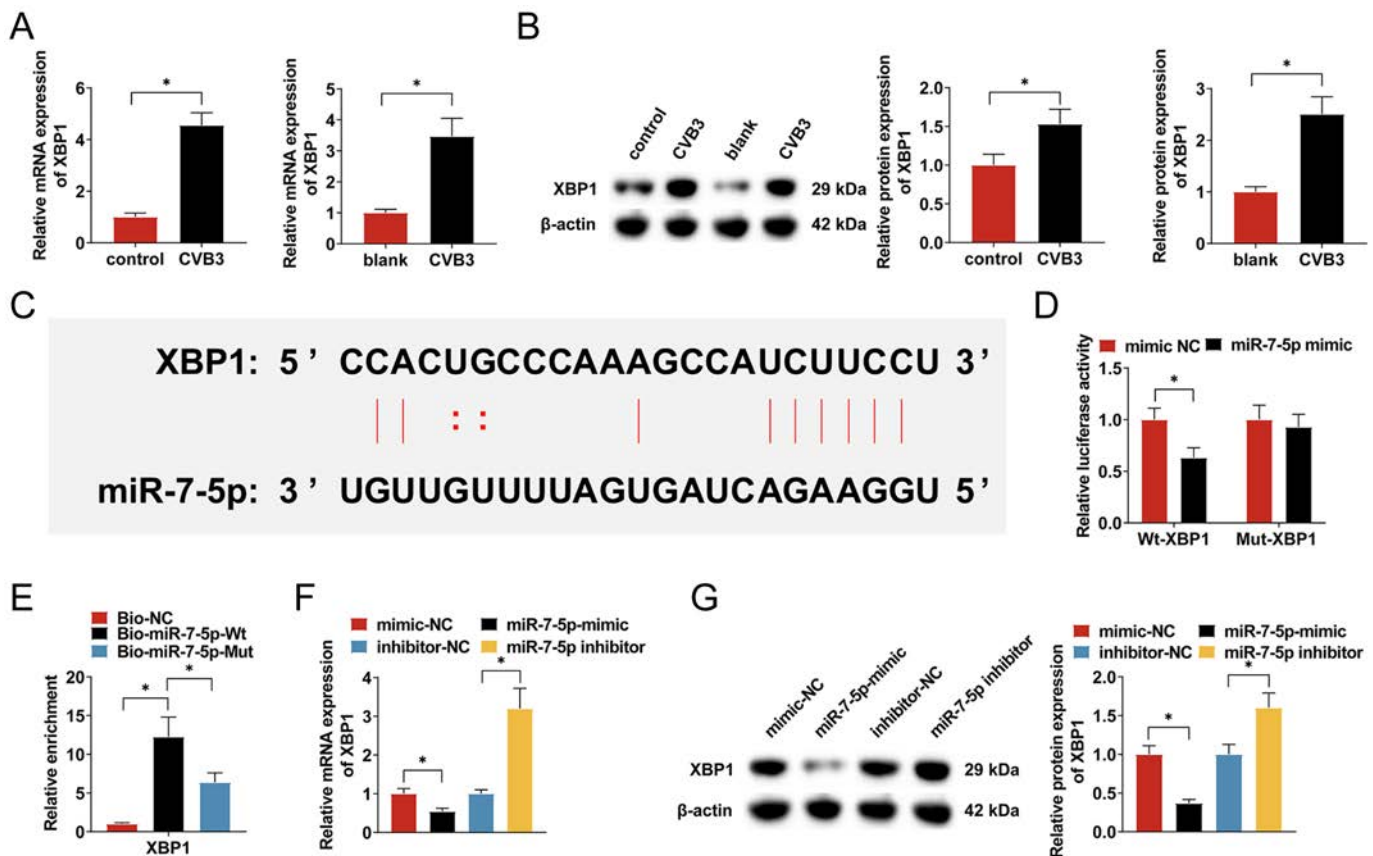 A
Relative mRNA expression
of XBP1
6
4
2
0
*
control CVB3
Relative mRNA expression
of XBP1
5
4
3
2
1
0
*
blank CVB3
B
control CVB3 blank CVB3
XBP1 29 kDa
β-actin 42 kDa
Relative protein expression
of XBP1
2.0
1.5
1.0
0.5
0.0
*
control CVB3
Relative protein expression
of XBP1
4
3
2
1
0
*
blank CVB3
C
XBP1: 5 ’ CCACUGCCCAAAGCCAUCUUCCU 3 ’
miR-7-5p: 3 ’ UGUUGUUUUAGUGAUCAGAAGGU 5 ’
D
mimic NC miR-7-5p mimic
Relative luciferase activity
1.5
1.0
0.5
0.0
*
Wt-XBP1 Mut-XBP1
E
Bio-NC
Bio-miR-7-5p-Wt
Bio-miR-7-5p-Mut
Relative enrichment
20
15
10
5
0
* *
XBP1
F
mimic-NC miR-7-5p-mimic
inhibitor-NC miR-7-5p inhibitor
Relative mRNA expression
of XBP1
4
3
2
1
0
* *
G
mimic-NC miR-7-5p-mimic inhibitor-NC miR-7-5p inhibitor
XBP1 29 kDa
β-actin 42 kDa
mimic-NC miR-7-5p-mimic
inhibitor-NC miR-7-5p inhibitor
Relative protein expression
of XBP1
2.0
1.5
1.0
0.5
0.0
* *